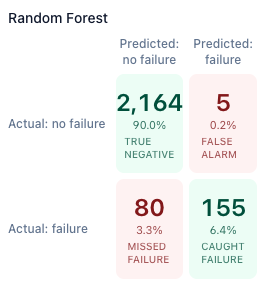 Random Forest
Predicted: no failure
Predicted: failure
Actual: no failure
2,164
90.0%
TRUE NEGATIVE
5
0.2%
FALSE ALARM
Actual: failure
80
3.3%
MISSED FAILURE
155
6.4%
CAUGHT FAILURE